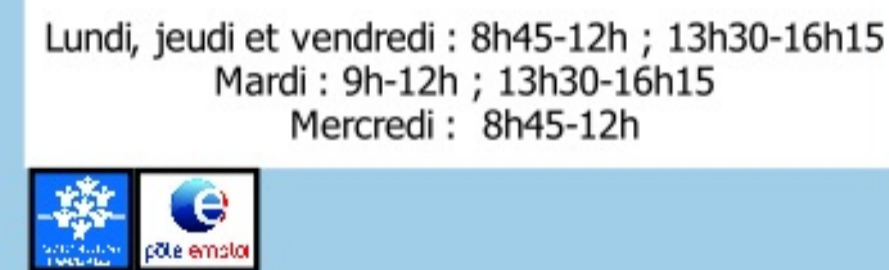 Lundi, jeudi et vendredi : 8h45-12h ; 13h30-16h15
Mardi : 9h-12h ; 13h30-16h15
Mercredi : 8h45-12h
pôle emploi